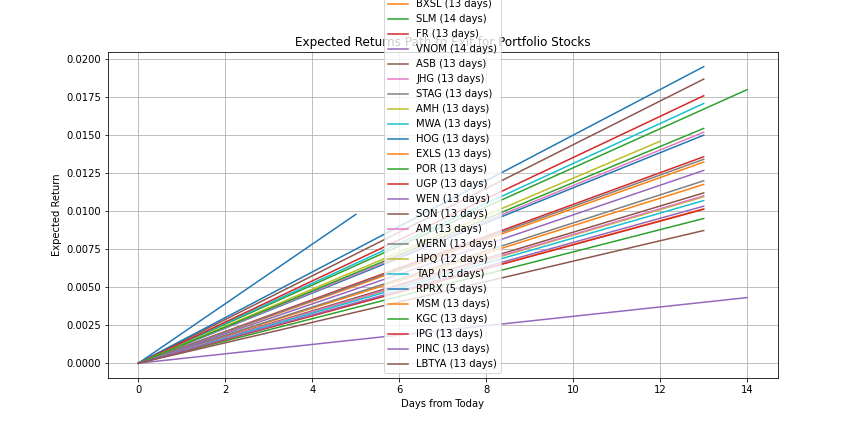 BXSL (13 days)
SLM (14 days)
FR (13 days)
Expected Returns Path to Exit for Portfolio Stocks
VNOM (14 days)
ASB (13 days)
JHG (13 days)
STAG (13 days)
AMH (13 days)
MWA (13 days)
HOG (13 days)
EXLS (13 days)
POR (13 days)
UGP (13 days)
WEN (13 days)
SON (13 days)
AM (13 days)
WERN (13 days)
HPQ (12 days)
TAP (13 days)
RPRX (5 days)
MSM (13 days)
KGC (13 days)
IPG (13 days)
PINC (13 days)
LBTYA (13 days)
0.0200
0.0175
0.0150
0.0125
0.0100
0.0075
0.0050
0.0025
0.0000
Expected Return
0 2 4 6 8 10 12 14
Days from Today